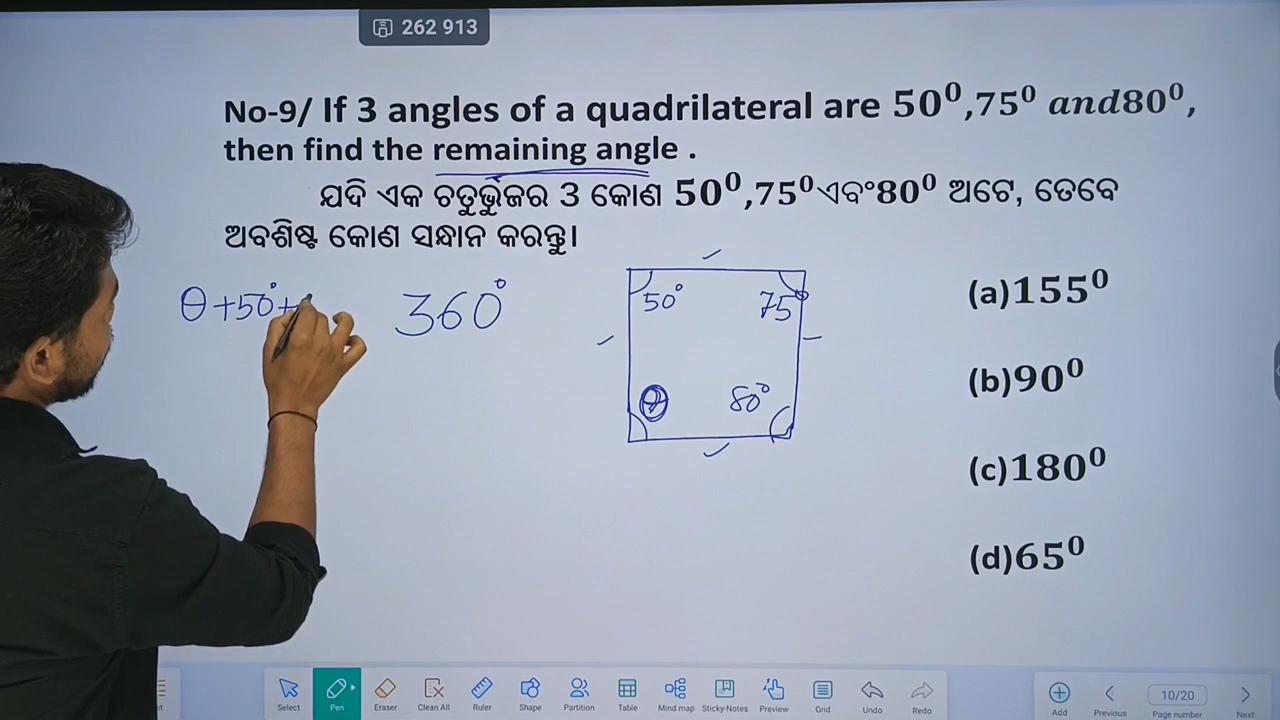 262 913
No-9/ If 3 angles of a quadrilateral are 50⁰,75⁰ and80⁰,
then find the remaining angle .
ଯଦି ଏକ ଚତୁର୍ଭୁଜର 3 କୋଣ 50⁰,75⁰ଏବଂ80⁰ ଅଟେ, ତେବେ
ଅବଶିଷ୍ଟ କୋଣ ସନ୍ଧାନ କରନ୍ତୁ।
θ+50°+
360°
50°
75°
θ
80°
(a)155⁰
(b)90⁰
(c)180⁰
(d)65⁰
Select Pen Eraser Clean All Ruler Shape Partition Table Mind map Sticky-Notes Preview Grid Undo Redo
Add Previous 10/20 Page number Next